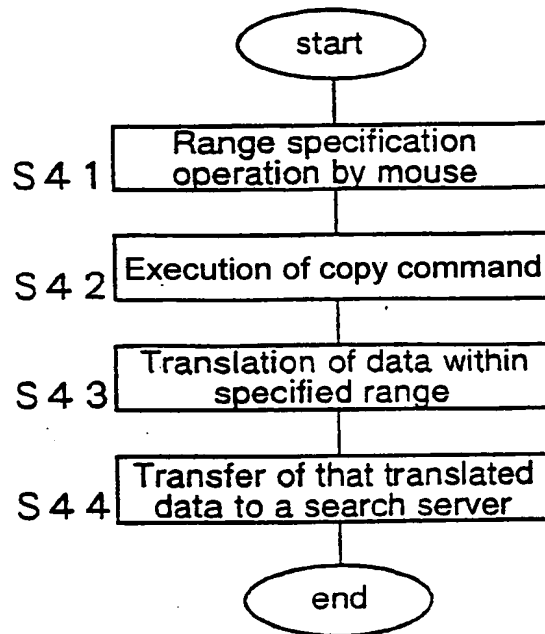 start
S41 Range specification
operation by mouse
S42 Execution of copy command
S43 Translation of data within
specified range
S44 Transfer of that translated
data to a search server
end